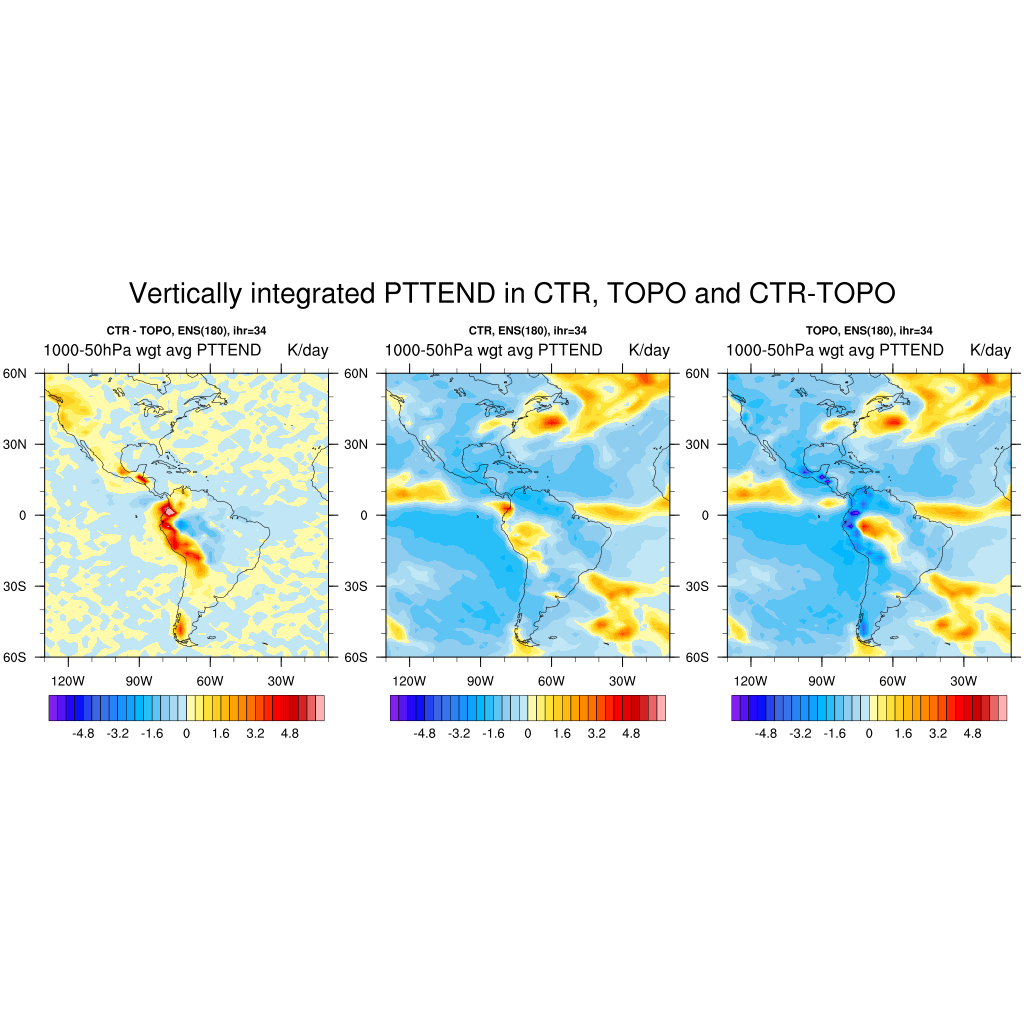 Vertically integrated PTTEND in CTR, TOPO and CTR-TOPO
CTR - TOPO, ENS(180), ihr=34
1000-50hPa wgt avg PTTEND K/day
60N
30N
0
30S
60S
120W 90W 60W 30W
-4.8 -3.2 -1.6 0 1.6 3.2 4.8
CTR, ENS(180), ihr=34
1000-50hPa wgt avg PTTEND K/day
60N
30N
0
30S
60S
120W 90W 60W 30W
-4.8 -3.2 -1.6 0 1.6 3.2 4.8
TOPO, ENS(180), ihr=34
1000-50hPa wgt avg PTTEND K/day
60N
30N
0
30S
60S
120W 90W 60W 30W
-4.8 -3.2 -1.6 0 1.6 3.2 4.8